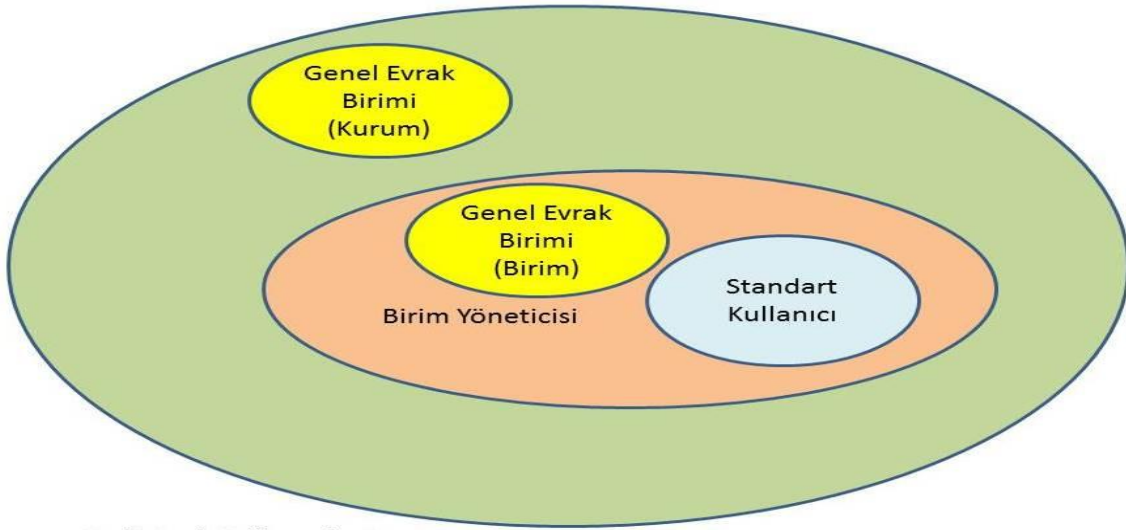 Genel Evrak
Birimi
(Kurum)
Genel Evrak
Birimi
(Birim)
Standart
Kullanıcı
Birim Yöneticisi